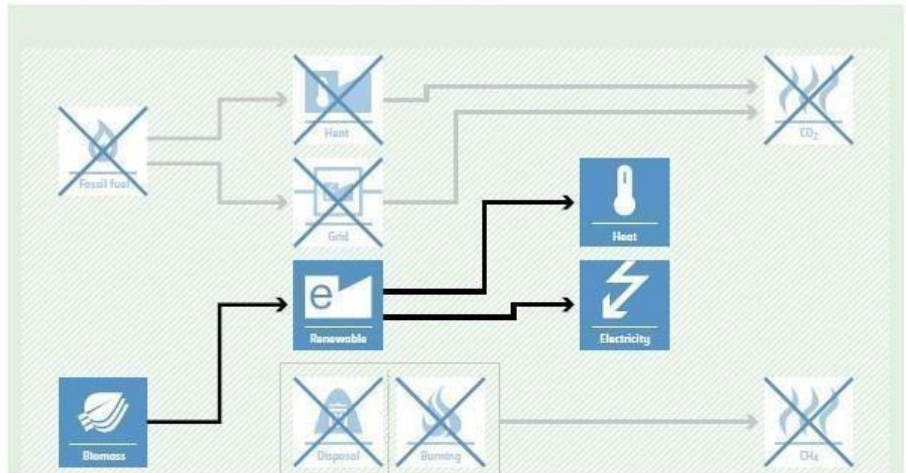 Heat
CO₂
Fossil fuel
Grid
Heat
e
Renewable
Electricity
Biomass
Disposal
Burning
CH₄